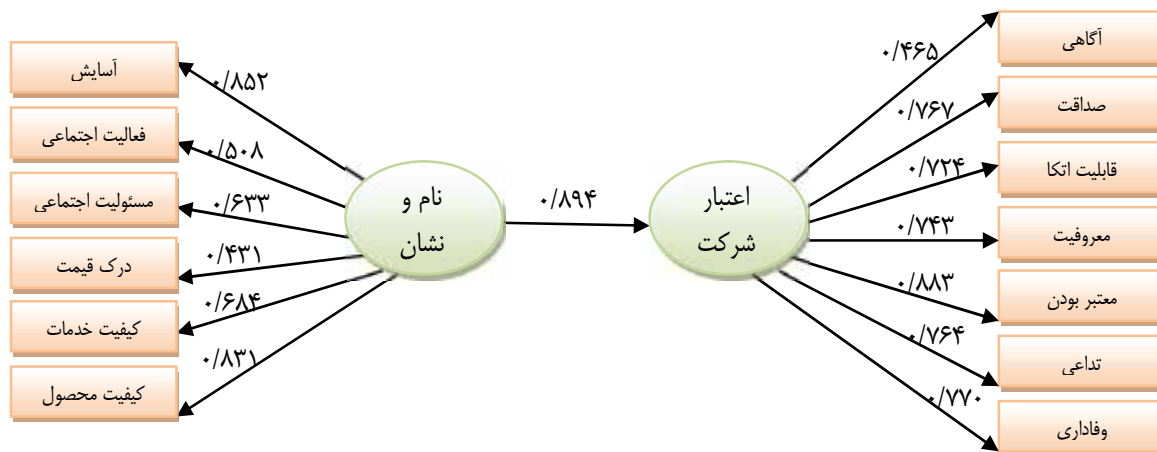 آگاهی
صداقت
قابلیت اتکا
معروفیت
معتبر بودن
تداعی
وفاداری
۰/۴۶۵
۰/۷۶۷
۰/۷۲۴
۰/۷۴۳
۰/۸۸۳
۰/۷۶۴
۰/۷۷۰
اعتبار
شرکت
۰/۸۹۴
نام و
نشان
۰/۸۵۲
۰/۵۰۸
۰/۶۳۳
۰/۴۳۱
۰/۶۸۴
۰/۸۳۱
آسایش
فعالیت اجتماعی
مسئولیت اجتماعی
درک قیمت
کیفیت خدمات
کیفیت محصول